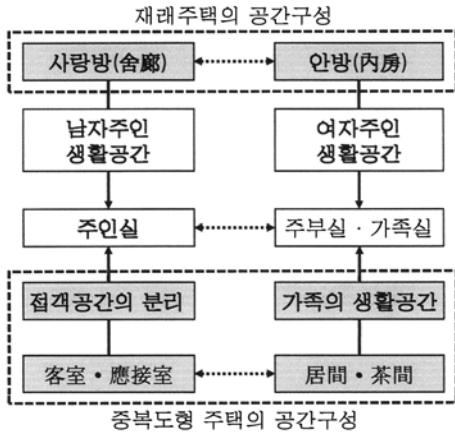 재래주택의 공간구성
사랑방(舍廊) 안방(內房)
남자주인 여자주인
생활공간 생활공간
주인실 주부실 · 가족실
접객공간의 분리 가족의 생활공간
客室・應接室 居間・茶間
중복도형 주택의 공간구성